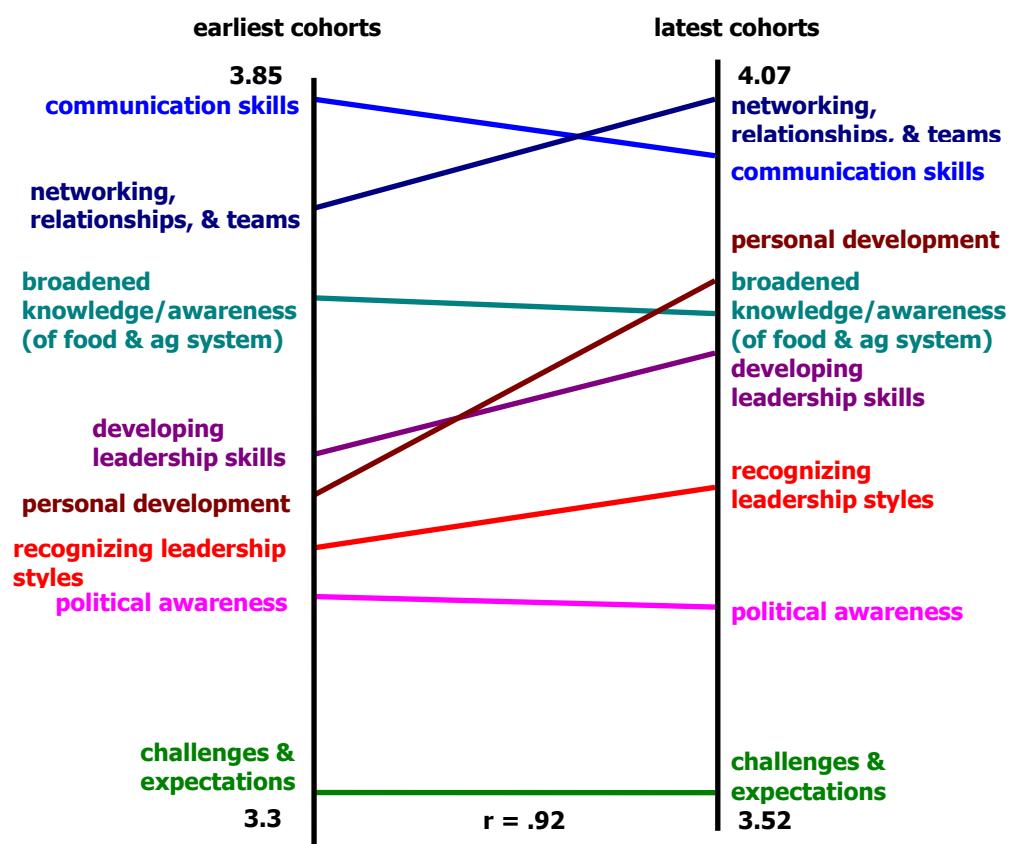 earliest cohorts
latest cohorts
3.85
communication skills
networking,
relationships, & teams
broadened
knowledge/awareness
(of food & ag system)
developing
leadership skills
personal development
recognizing leadership
styles
political awareness
challenges &
expectations
3.3
r = .92
4.07
networking,
relationships, & teams
communication skills
personal development
broadened
knowledge/awareness
(of food & ag system)
developing
leadership skills
recognizing
leadership styles
political awareness
challenges &
expectations
3.52